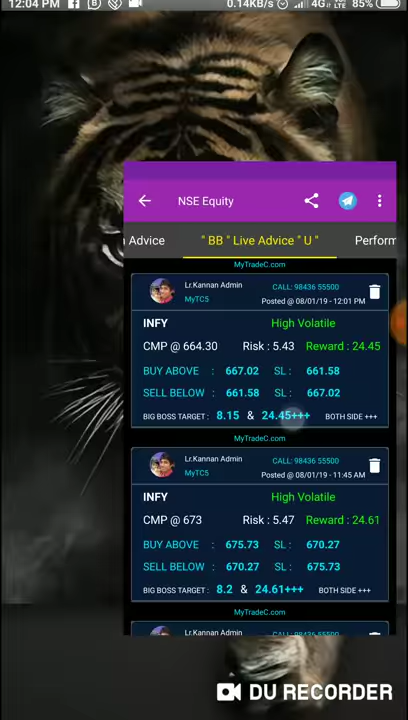 12:04 PM 0.14KB/s 4G LTE 85%
NSE Equity
Advice " BB " Live Advice " U " Perform
MyTradeC.com
Lr.Kannan Admin CALL: 98436 55500
MyTC5 Posted @ 08/01/19 - 12:01 PM
INFY High Volatile
CMP @ 664.30 Risk : 5.43 Reward : 24.45
BUY ABOVE : 667.02 SL : 661.58
SELL BELOW : 661.58 SL : 667.02
BIG BOSS TARGET : 8.15 & 24.45+++ BOTH SIDE +++
MyTradeC.com
Lr.Kannan Admin CALL: 98436 55500
MyTC5 Posted @ 08/01/19 - 11:45 AM
INFY High Volatile
CMP @ 673 Risk : 5.47 Reward : 24.61
BUY ABOVE : 675.73 SL : 670.27
SELL BELOW : 670.27 SL : 675.73
BIG BOSS TARGET : 8.2 & 24.61+++ BOTH SIDE +++
MyTradeC.com
DU RECORDER